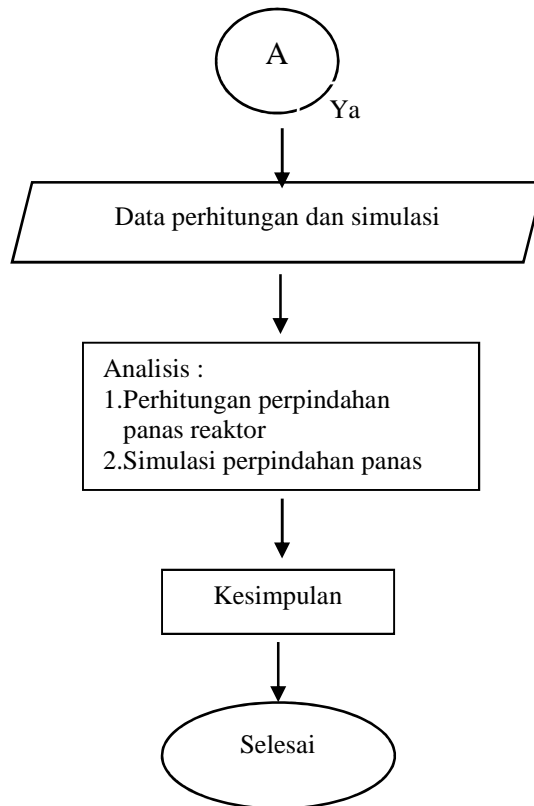 A
Ya
Data perhitungan dan simulasi
Analisis :
1.Perhitungan perpindahan
panas reaktor
2.Simulasi perpindahan panas
Kesimpulan
Selesai